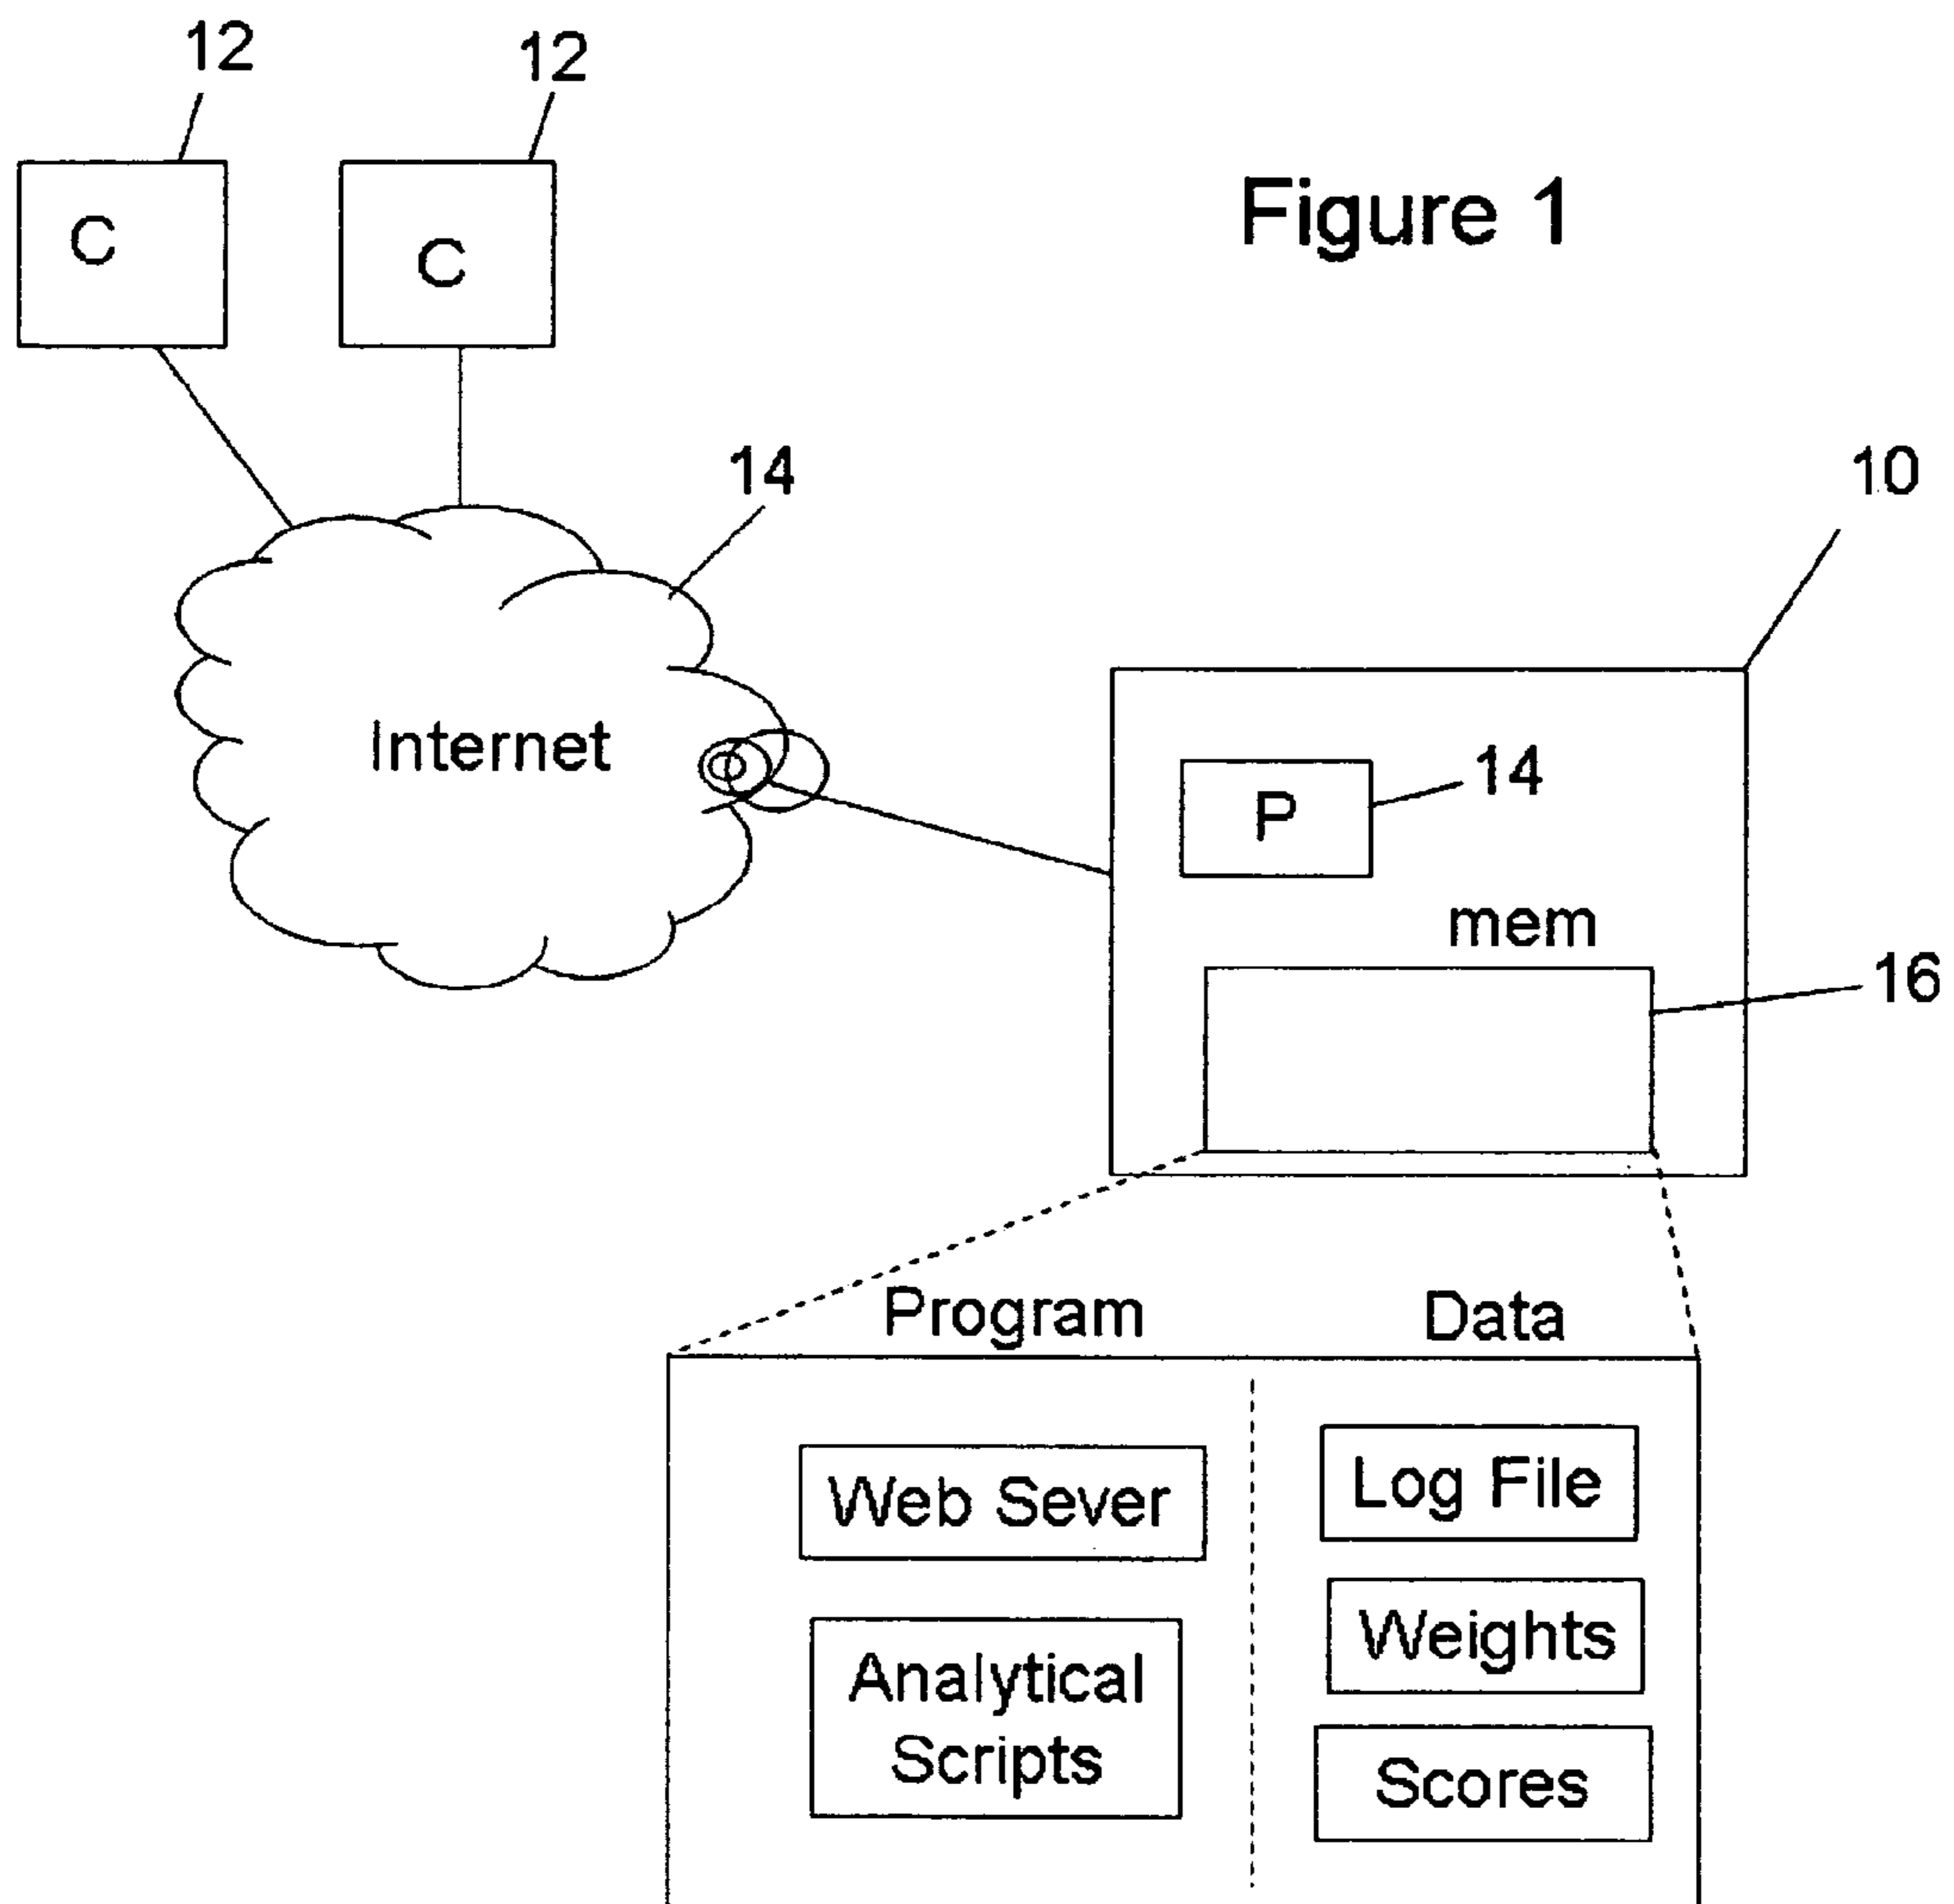 12
12
C
C
Figure 1
14
10
Internet
14
P
mem
16
Program
Data
Web Sever
Log File
Weights
Analytical
Scripts
Scores